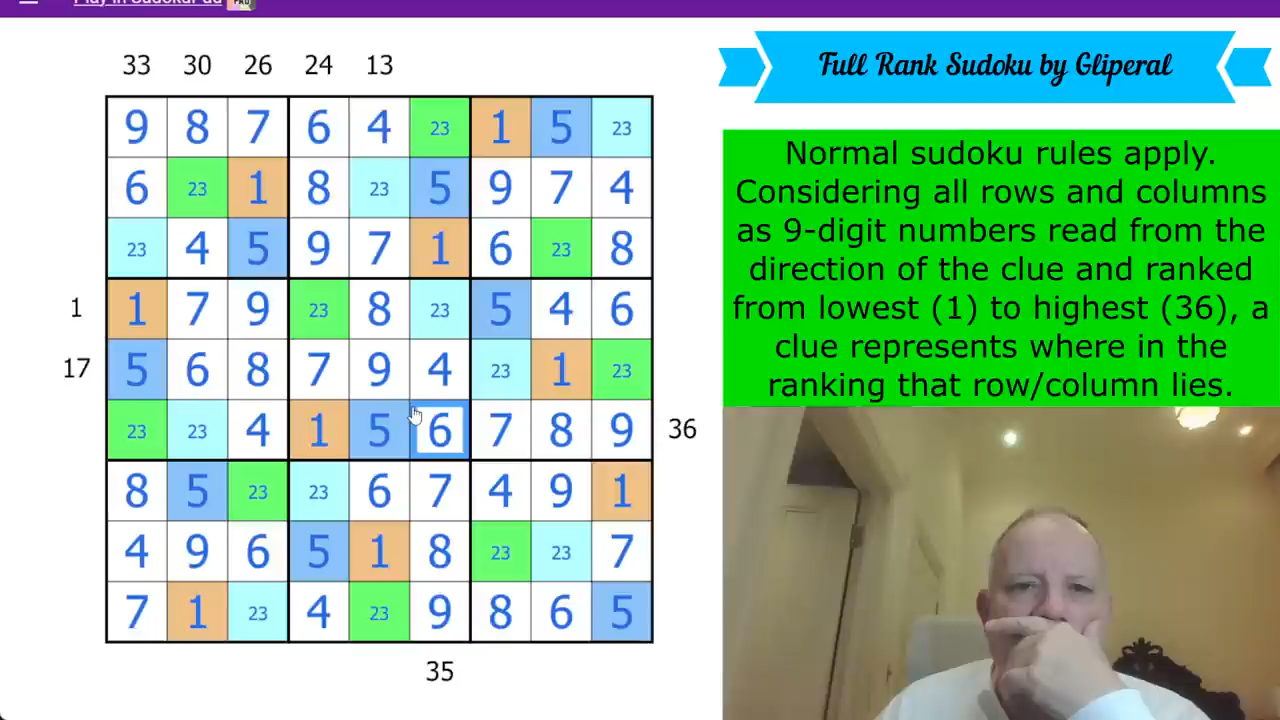 33 30 26 24 13
9 8 7 6 4 23 1 5 23
6 23 1 8 23 5 9 7 4
23 4 5 9 7 1 6 23 8
1 1 7 9 23 8 23 5 4 6
17 5 6 8 7 9 4 23 1 23
23 23 4 1 5 6 7 8 9 36
8 5 23 23 6 7 4 9 1
4 9 6 5 1 8 23 23 7
7 1 23 4 23 9 8 6 5
35
Full Rank Sudoku by Gliperal
Normal sudoku rules apply.
Considering all rows and columns
as 9-digit numbers read from the
direction of the clue and ranked
from lowest (1) to highest (36), a
clue represents where in the
ranking that row/column lies.